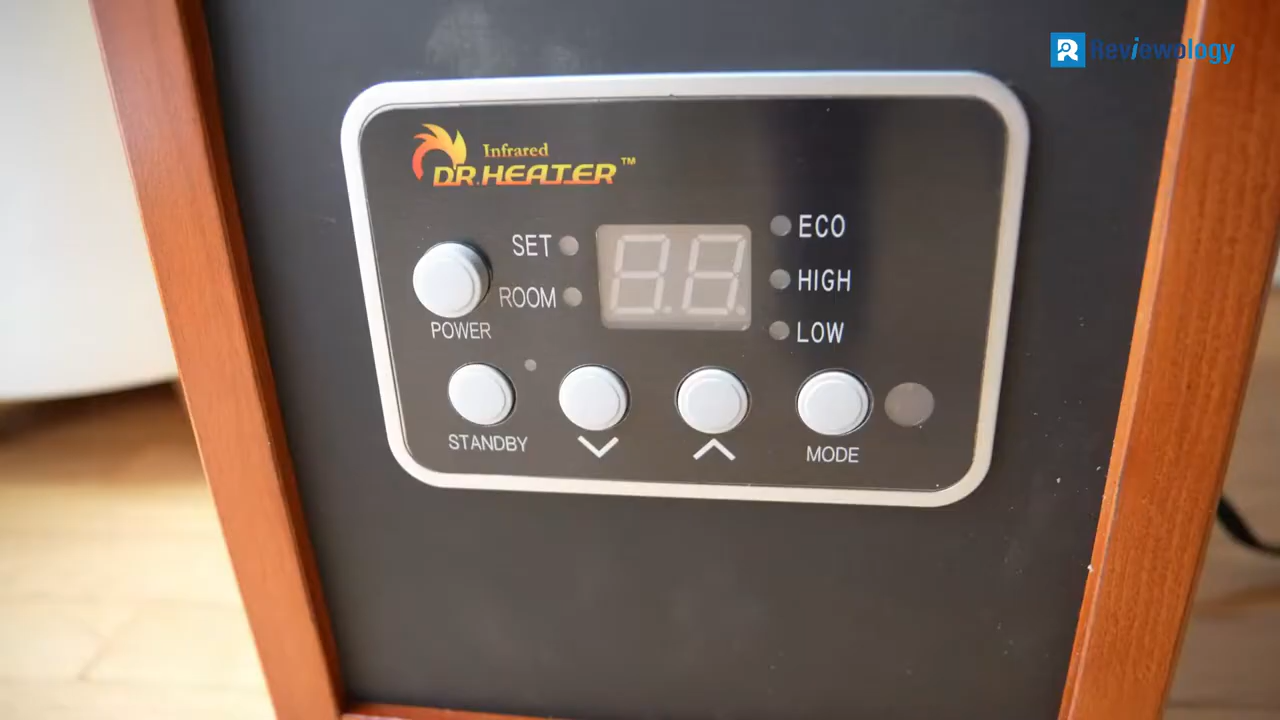 Reviewology
Infrared
DR. HEATER™
SET
ROOM
POWER
ECO
HIGH
LOW
STANDBY
MODE